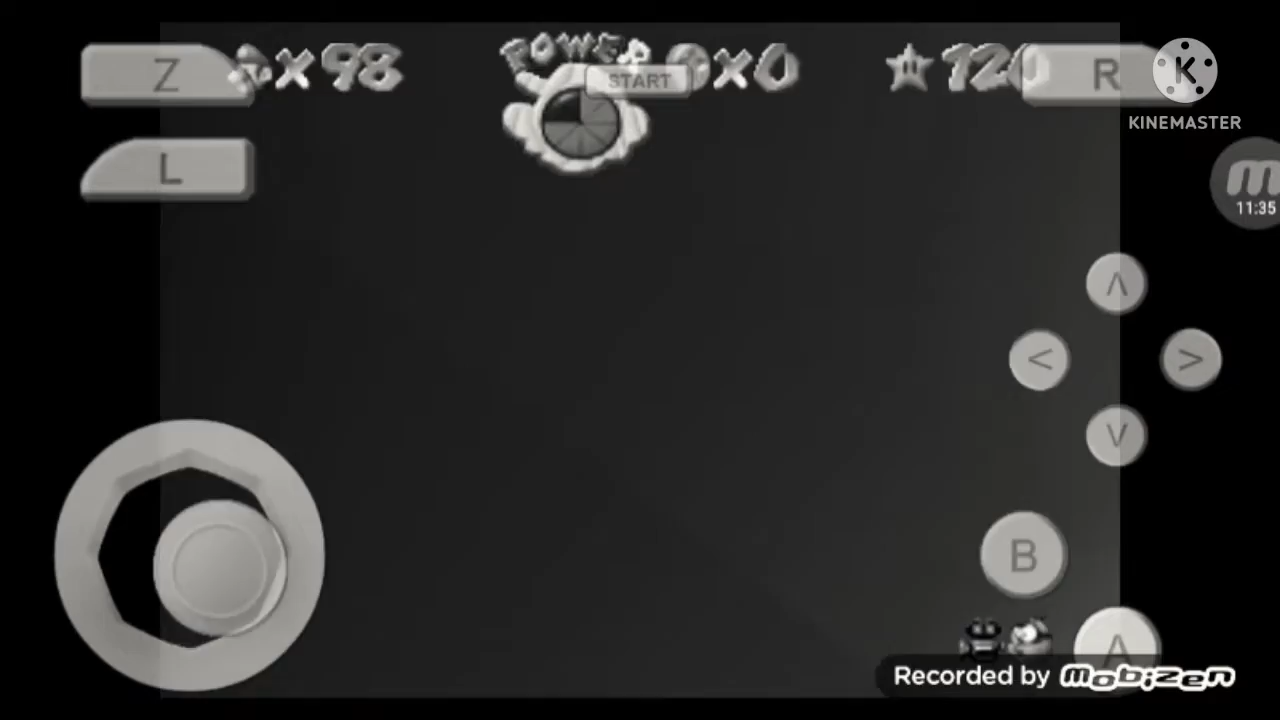 Z
×98
POWER
START
×0
120
R
K
KINEMASTER
L
m
11:35
Λ
<
>
V
B
A
Recorded by mobizen